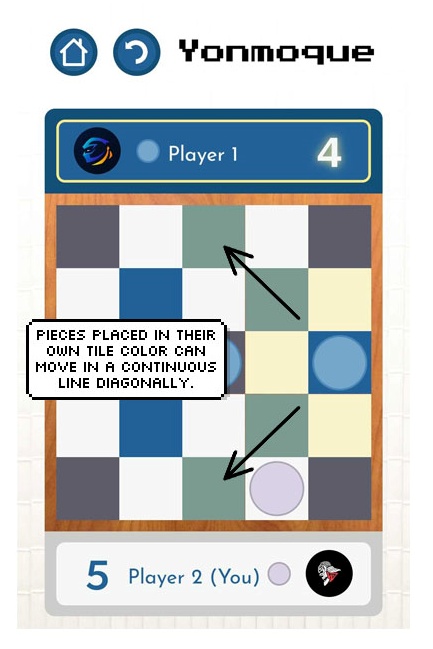 Yonmoque
Player 1 4
PIECES PLACED IN THEIR
OWN TILE COLOR CAN
MOVE IN A CONTINUOUS
LINE DIAGONALLY.
5 Player 2 (You)